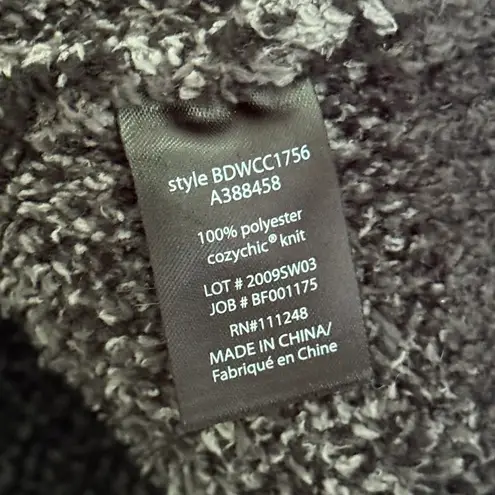 style BDWCC1756
A388458
100% polyester
cozychic® knit
LOT # 2009SW03
JOB # BF001175
RN#111248
MADE IN CHINA/
Fabriqué en Chine